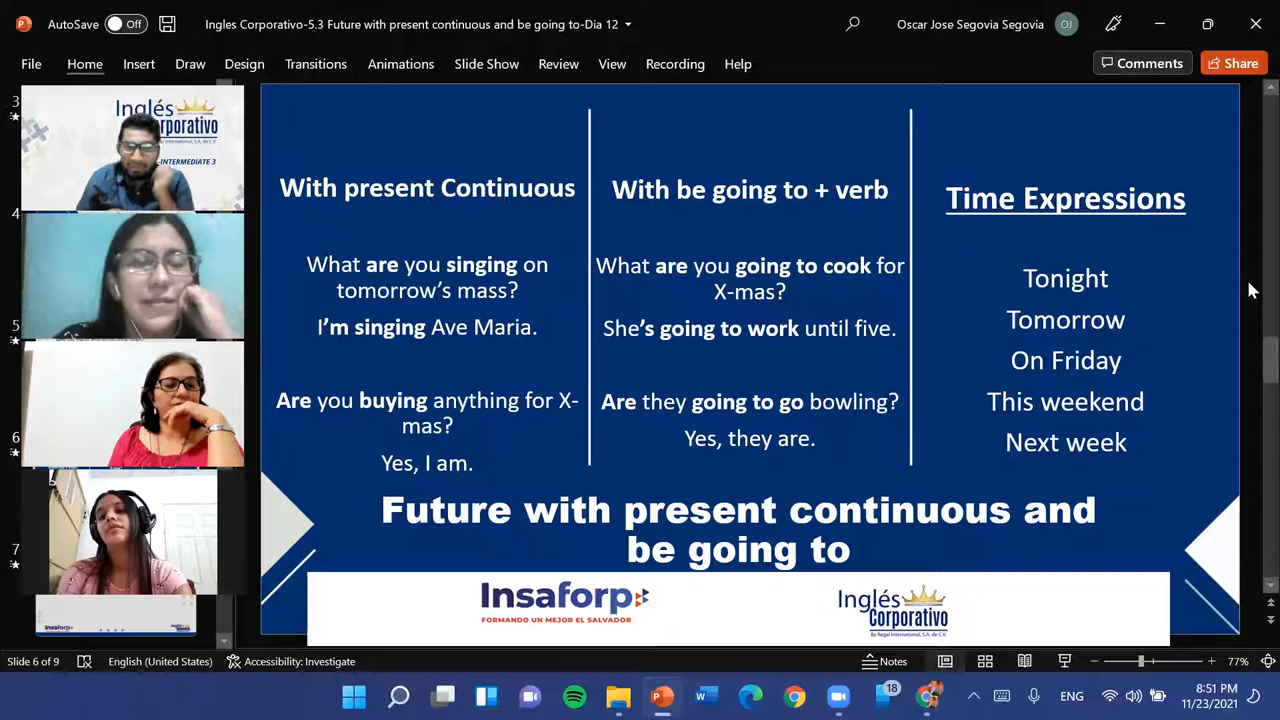 AutoSave Off
Ingles Corporativo-5.3 Future with present continuous and be going to-Dia 12
Oscar Jose Segovia Segovia
OJ
File Home Insert Draw Design Transitions Animations Slide Show Review View Recording Help
Comments
Share
3
4
5
6
7
Inglés
Corporativo
-INTERMEDIATE 3
With present Continuous
What are you singing on
tomorrow's mass?
I'm singing Ave Maria.
Are you buying anything for X-
mas?
Yes, I am.
With be going to + verb
What are you going to cook for
X-mas?
She's going to work until five.
Are they going to go bowling?
Yes, they are.
Time Expressions
Tonight
Tomorrow
On Friday
This weekend
Next week
Future with present continuous and
be going to
Insaforp
FORMANDO UN MEJOR EL SALVADOR
Inglés
Corporativo
By Regal International, S.A. de C.V.
Insaforp
Slide 6 of 9
English (United States)
Accessibility: Investigate
Notes
77%
18
ENG
8:51 PM
11/23/2021